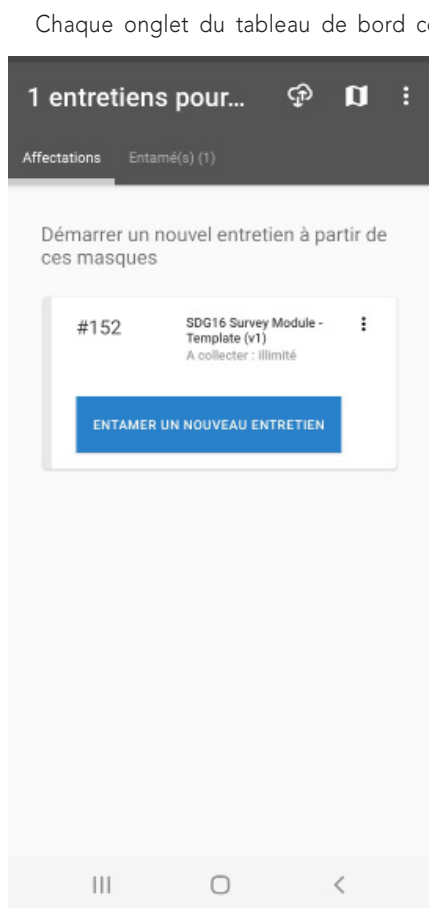 Chaque onglet du tableau de bord c
1 entretiens pour...
Affectations Entamé(s) (1)
Démarrer un nouvel entretien à partir de
ces masques
#152
SDG16 Survey Module -
Template (v1)
A collecter : illimité
ENTAMER UN NOUVEAU ENTRETIEN